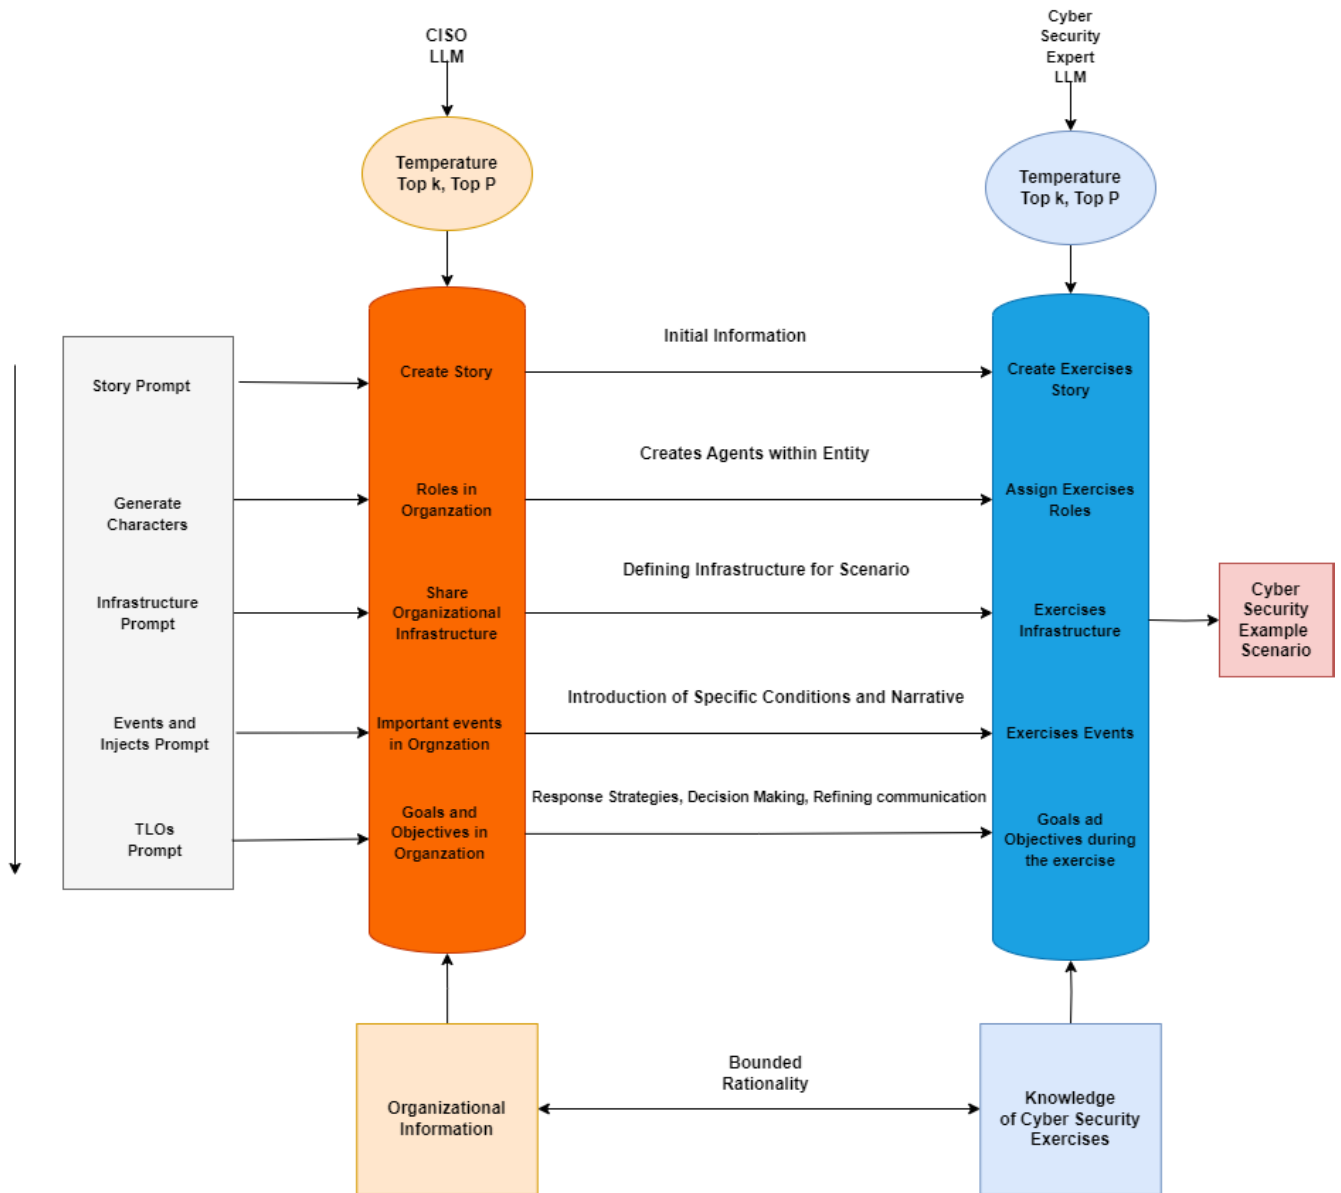 CISO
LLM
Cyber
Security
Expert
LLM
Temperature
Top k, Top P
Temperature
Top k, Top P
Story Prompt
Create Story
Initial Information
Create Exercises
Story
Generate
Characters
Roles in
Organzation
Creates Agents within Entity
Assign Exercises
Roles
Infrastructure
Prompt
Share
Organizational
Infrastructure
Defining Infrastructure for Scenario
Exercises
Infrastructure
Cyber
Security
Example
Scenario
Events and
Injects Prompt
Important events
in Orgnzation
Introduction of Specific Conditions and Narrative
Exercises Events
TLOs
Prompt
Goals and
Objectives in
Organzation
Response Strategies, Decision Making, Refining communication
Goals ad
Objectives during
the exercise
Organizational
Information
Bounded
Rationality
Knowledge
of Cyber Security
Exercises